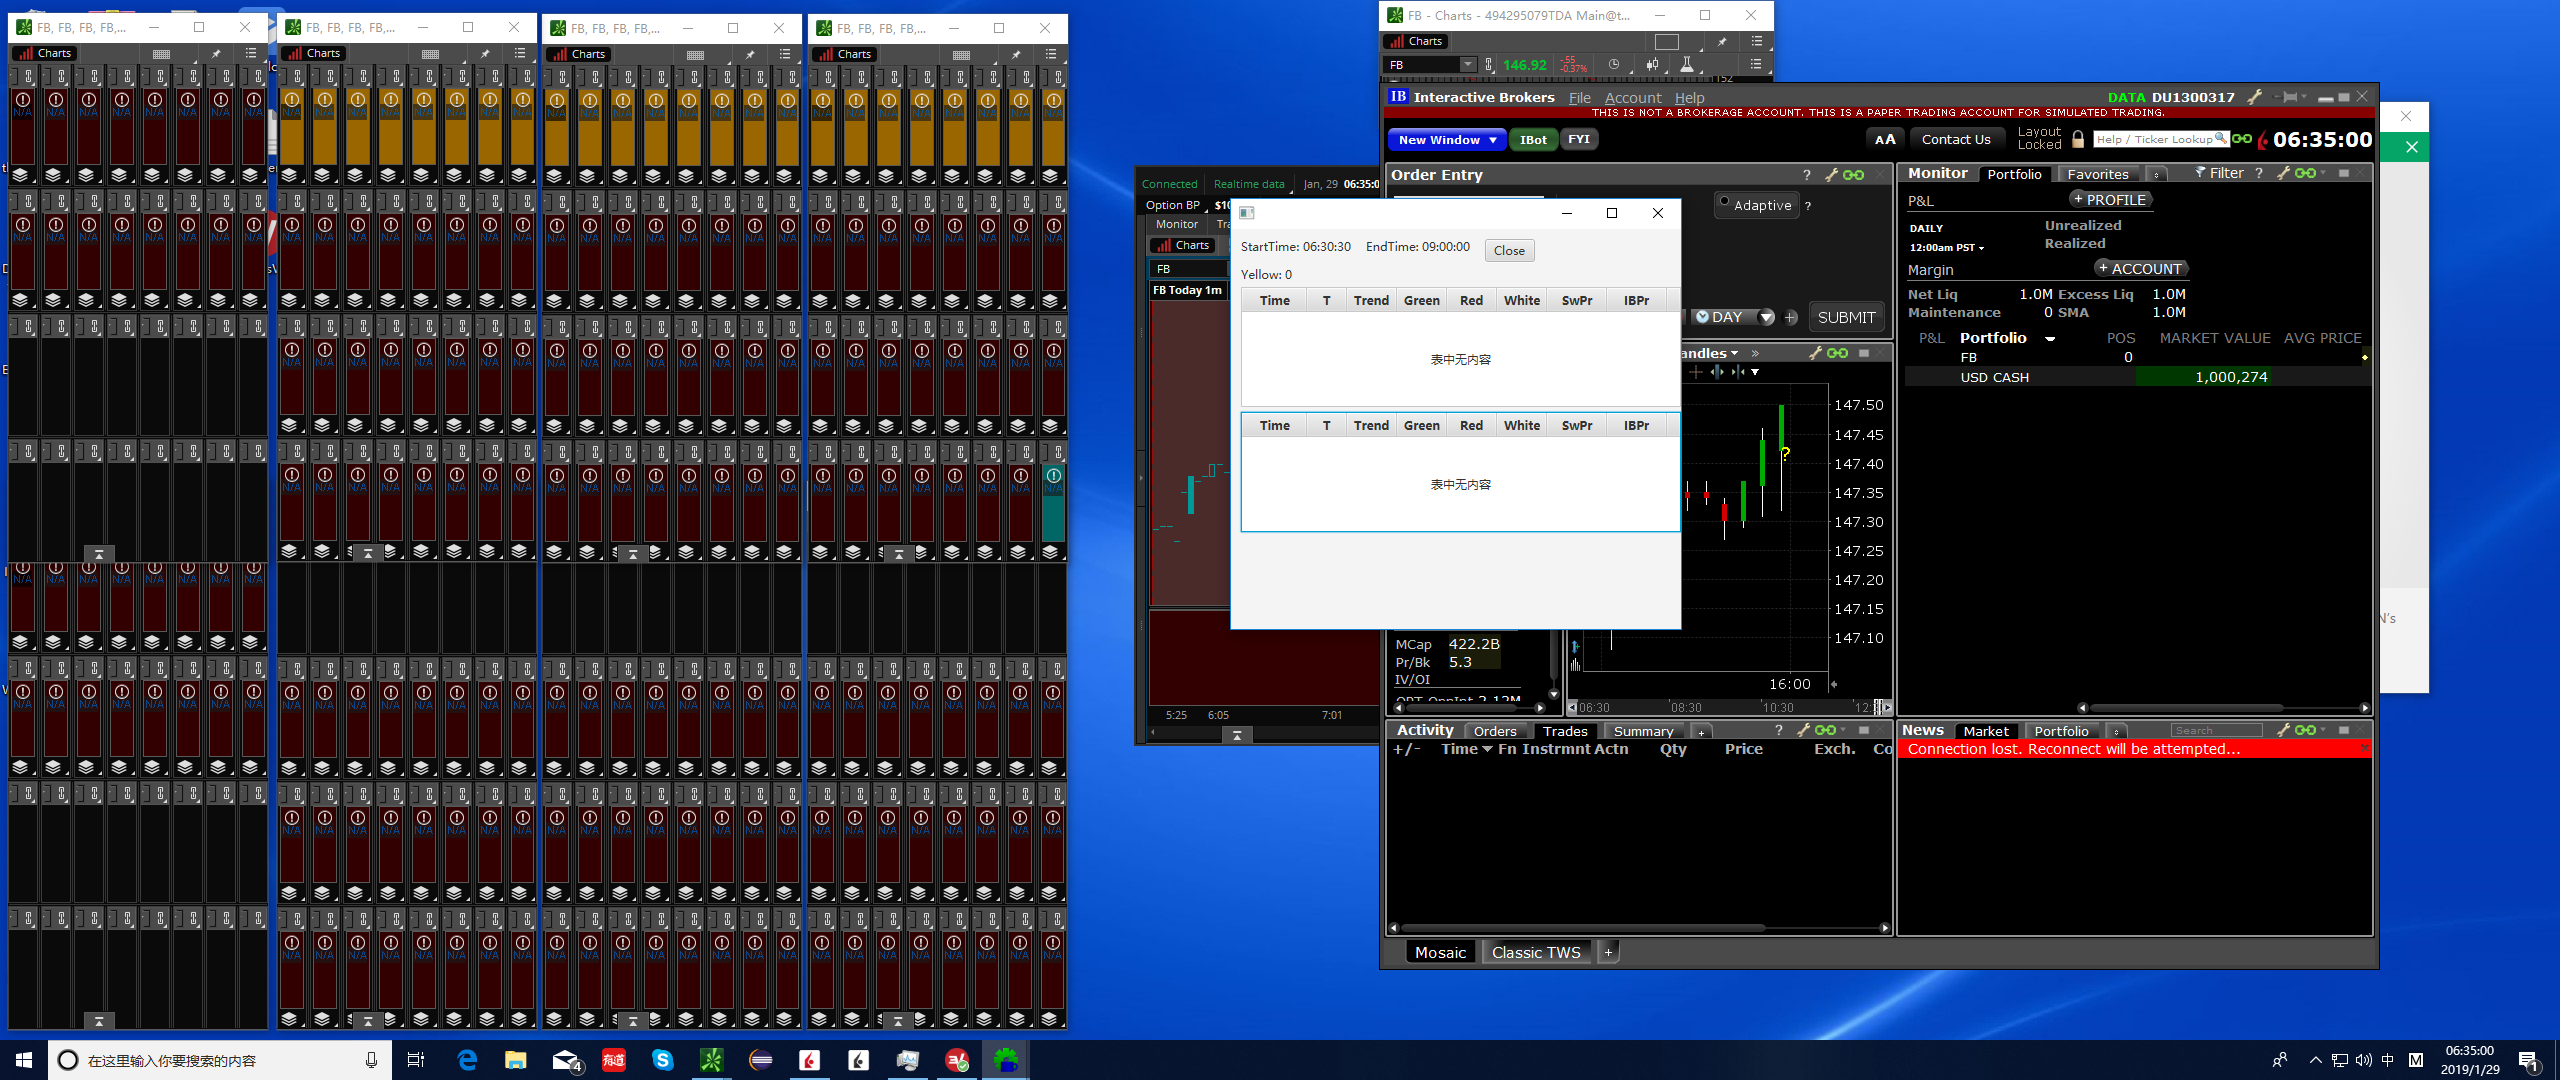 FB, FB, FB, FB,...
Charts
FB, FB, FB, FB,...
Charts
FB, FB, FB, FB,...
Charts
FB, FB, FB, FB,...
Charts
N/A
FB - Charts - 494295079TDA Main@t...
Charts
FB
146.92
-.55
-0.37%
152
IB Interactive Brokers File Account Help
DATA DU1300317
THIS IS NOT A BROKERAGE ACCOUNT. THIS IS A PAPER TRADING ACCOUNT FOR SIMULATED TRADING.
New Window IBot FYI
AA Contact Us Layout Locked Help / Ticker Lookup 06:35:00
Order Entry
Adaptive ?
DAY + SUBMIT
Connected Realtime data Jan, 29 06:35:0
Option BP $10
Monitor Tra
Charts
FB
FB Today 1m
5:25 6:05 7:01
StartTime: 06:30:30 EndTime: 09:00:00 Close
Yellow: 0
Time T Trend Green Red White SwPr IBPr
表中无内容
Time T Trend Green Red White SwPr IBPr
表中无内容
andles
147.50
147.45
147.40
147.35
147.30
147.25
147.20
147.15
147.10
16:00
06:30 08:30 10:30 12:
MCap 422.2B
Pr/Bk 5.3
IV/OI
Monitor Portfolio Favorites Filter ?
P&L + PROFILE
DAILY Unrealized
12:00am PST Realized
Margin + ACCOUNT
Net Liq 1.0M Excess Liq 1.0M
Maintenance 0 SMA 1.0M
P&L Portfolio POS MARKET VALUE AVG PRICE
FB 0
USD CASH 1,000,274
N's
Activity Orders Trades Summary +
+/- Time Fn Instrmnt Actn Qty Price Exch. Co
News Market Portfolio Search
Connection lost. Reconnect will be attempted...
Mosaic Classic TWS +
在这里输入你要搜索的内容
4
有道
中 M
06:35:00
2019/1/29
1